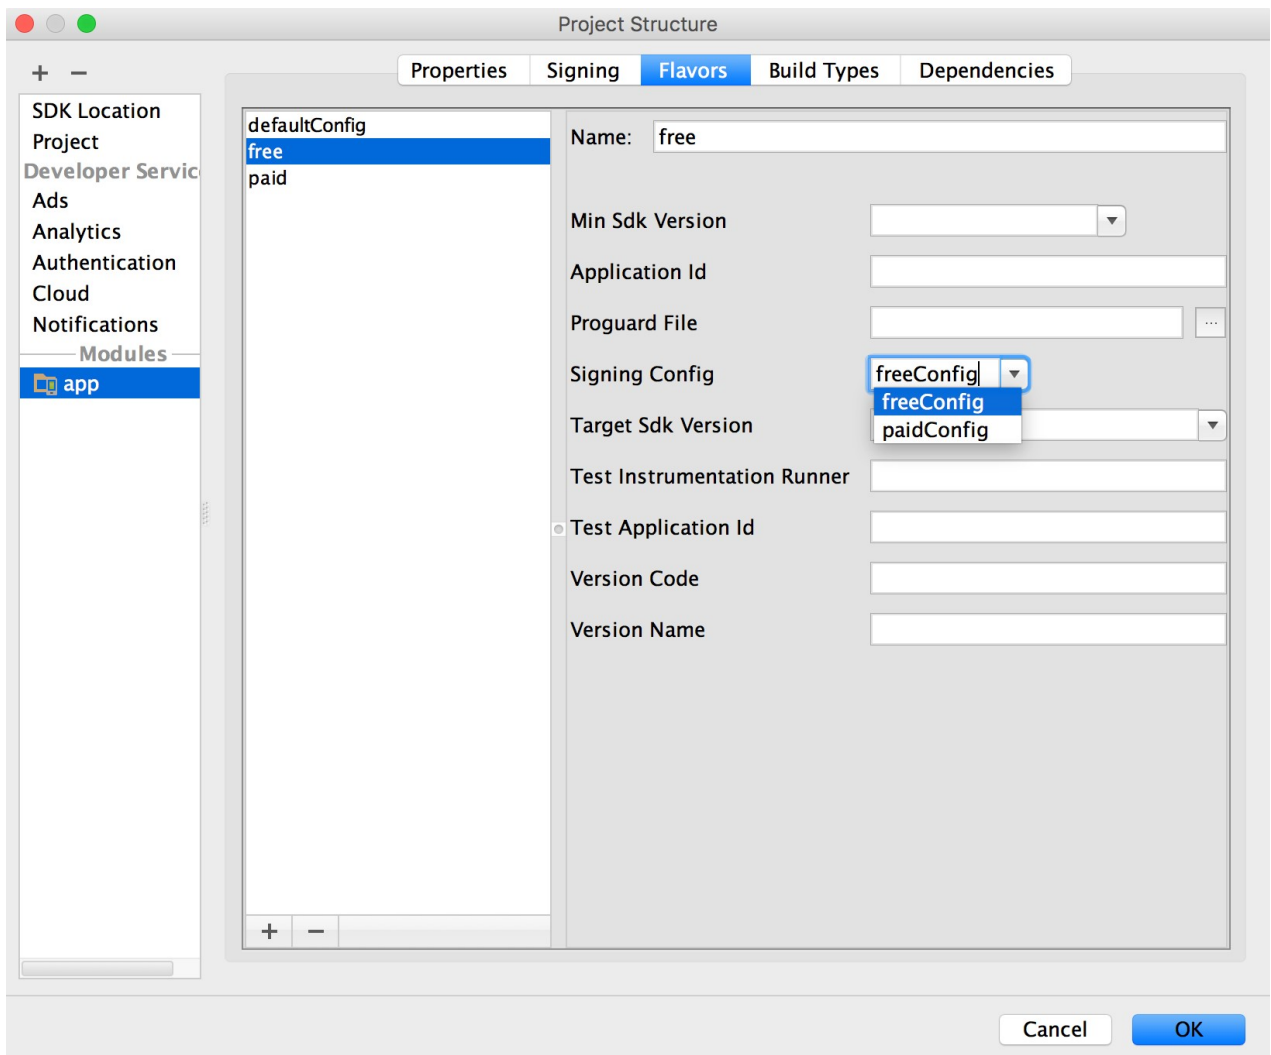 Project Structure
Properties
Signing
Flavors
Build Types
Dependencies
SDK Location
Project
Developer Servic
Ads
Analytics
Authentication
Cloud
Notifications
Modules
app
defaultConfig
free
paid
Name: free
Min Sdk Version
Application Id
Proguard File
...
Signing Config freeConfig
freeConfig
paidConfig
Target Sdk Version
Test Instrumentation Runner
Test Application Id
Version Code
Version Name
Cancel
OK